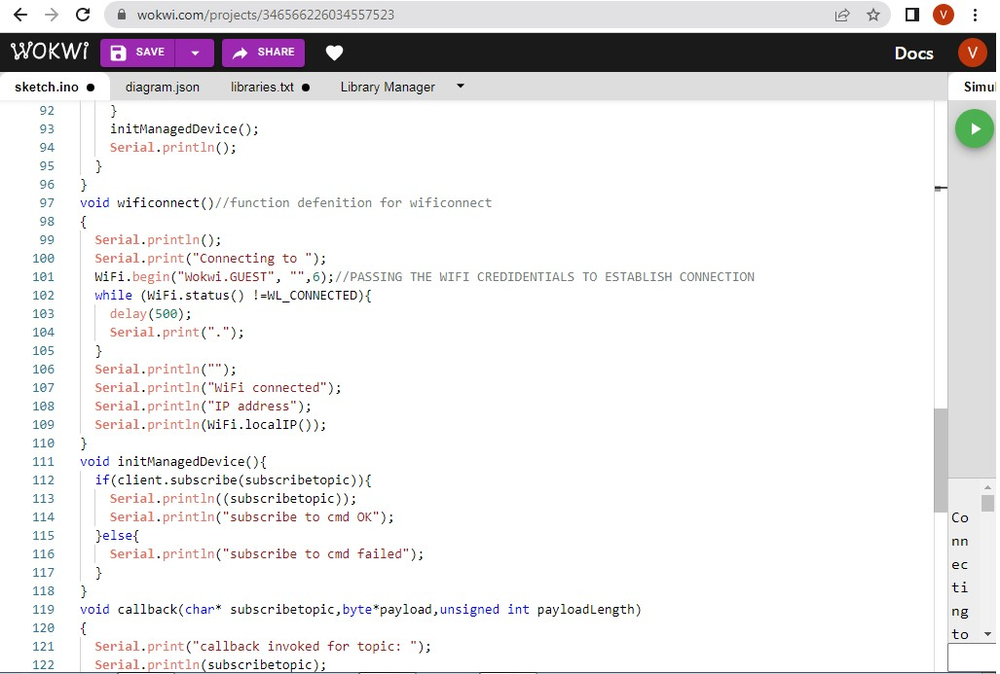 wokwi.com/projects/346566226034557523
V
WOKWi SAVE SHARE Docs V
sketch.ino ● diagram.json libraries.txt ● Library Manager Simul
92 }
93 initManagedDevice();
94 Serial.println();
95 }
96 }
97 void wificonnect()//function defenition for wificonnect
98 {
99 Serial.println();
100 Serial.print("Connecting to ");
101 WiFi.begin("Wokwi.GUEST", "",6);//PASSING THE WIFI CREDIDENTIALS TO ESTABLISH CONNECTION
102 while (WiFi.status() !=WL_CONNECTED){
103 delay(500);
104 Serial.print(".");
105 }
106 Serial.println("");
107 Serial.println("WiFi connected");
108 Serial.println("IP address");
109 Serial.println(WiFi.localIP());
110 }
111 void initManagedDevice(){
112 if(client.subscribe(subscribetopic)){
113 Serial.println((subscribetopic));
114 Serial.println("subscribe to cmd OK");
115 }else{
116 Serial.println("subscribe to cmd failed");
117 }
118 }
119 void callback(char* subscribetopic,byte*payload,unsigned int payloadLength)
120 {
121 Serial.print("callback invoked for topic: ");
122 Serial.println(subscribetopic);
Co
nn
ec
ti
ng
to